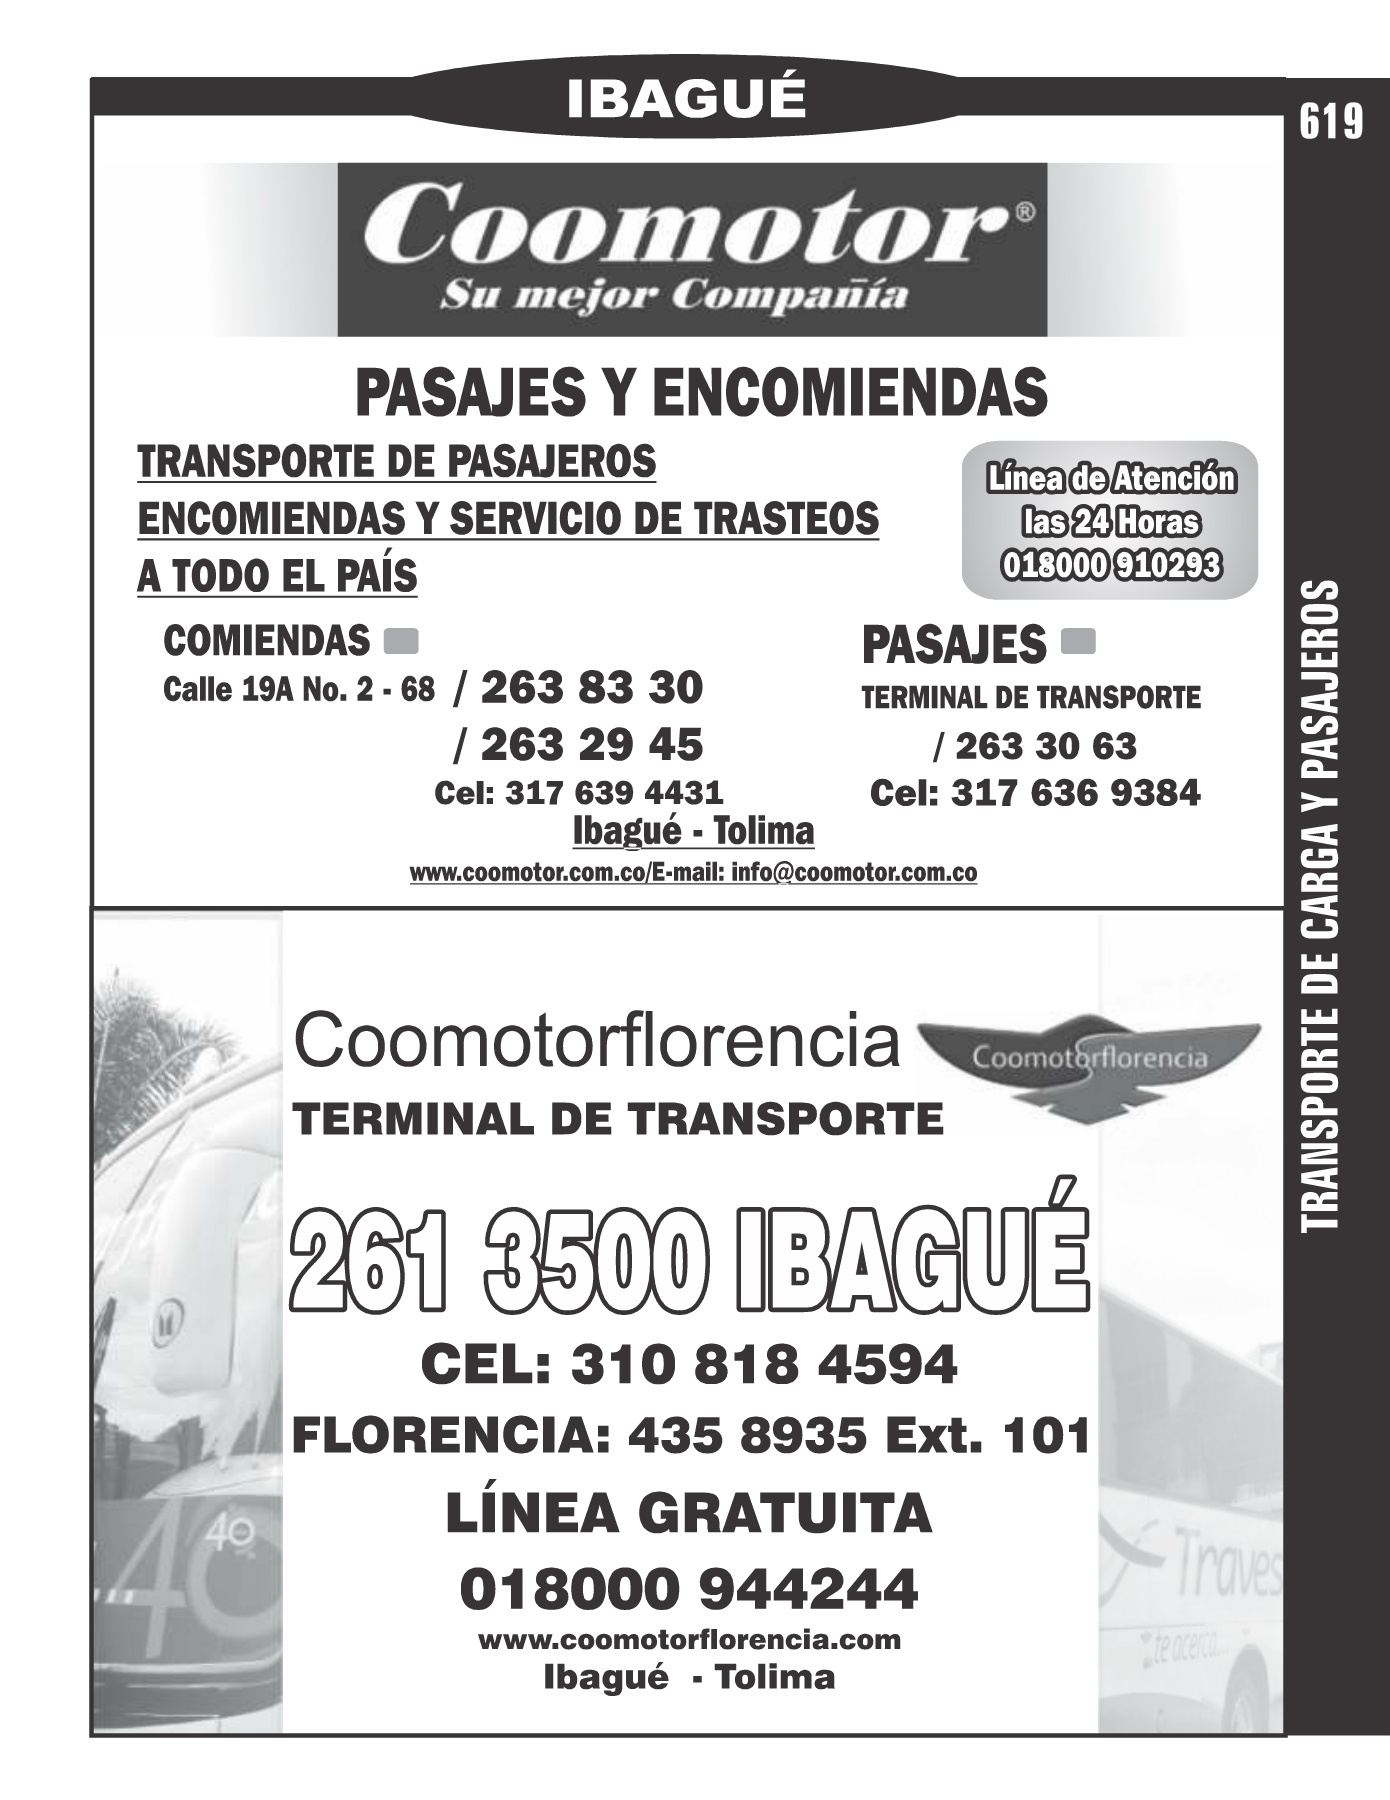 IBAGUÉ
619
Coomotor®
Su mejor Compañía
PASAJES Y ENCOMIENDAS
TRANSPORTE DE PASAJEROS
ENCOMIENDAS Y SERVICIO DE TRASTEOS
A TODO EL PAÍS
Línea de Atención
las 24 Horas
018000 910293
COMIENDAS
Calle 19A No. 2 - 68 / 263 83 30
/ 263 29 45
Cel: 317 639 4431
PASAJES
TERMINAL DE TRANSPORTE
/ 263 30 63
Cel: 317 636 9384
Ibagué - Tolima
www.coomotor.com.co/E-mail: info@coomotor.com.co
TRANSPORTE DE CARGA Y PASAJEROS
Coomotorflorencia
Coomotorflorencia
TERMINAL DE TRANSPORTE
261 3500 IBAGUÉ
CEL: 310 818 4594
FLORENCIA: 435 8935 Ext. 101
LÍNEA GRATUITA
018000 944244
www.coomotorflorencia.com
Ibagué - Tolima
40
40
Traves
te acerca...